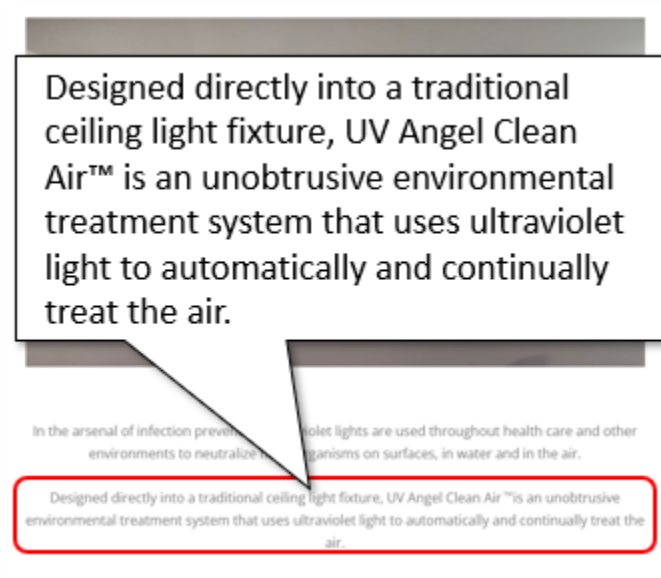 Designed directly into a traditional
ceiling light fixture, UV Angel Clean
Air™ is an unobtrusive environmental
treatment system that uses ultraviolet
light to automatically and continually
treat the air.
In the arsenal of infection lights are used throughout health care and other
environments to neutralize on surfaces, in water and in the air.
Designed directly into a traditional ceiling light fixture, UV Angel Clean Air ™is an unobtrusive
environmental treatment system that uses ultraviolet light to automatically and continually treat the
air.